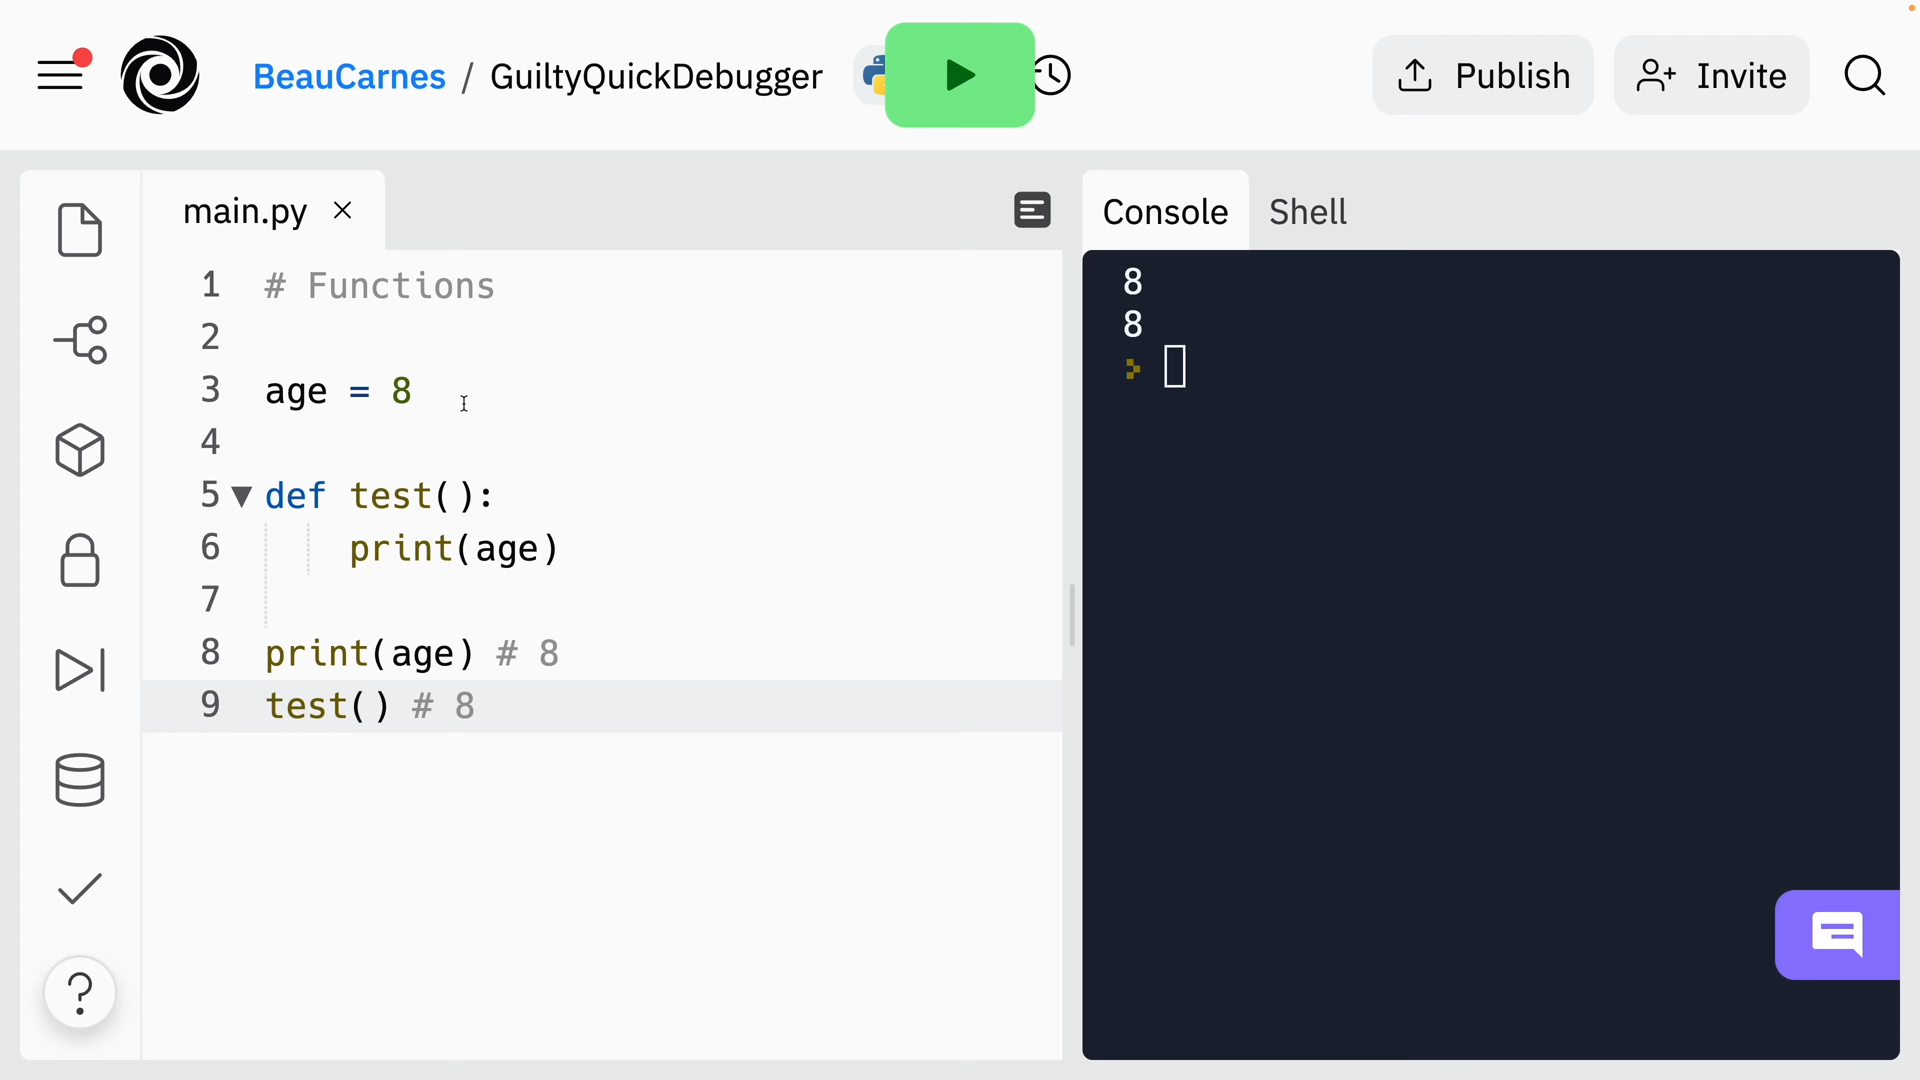 BeauCarnes / GuiltyQuickDebugger
Publish
Invite
main.py
1 # Functions
2
3 age = 8
4
5 def test():
6     print(age)
7
8 print(age) # 8
9 test() # 8
Console
Shell
8
8
?